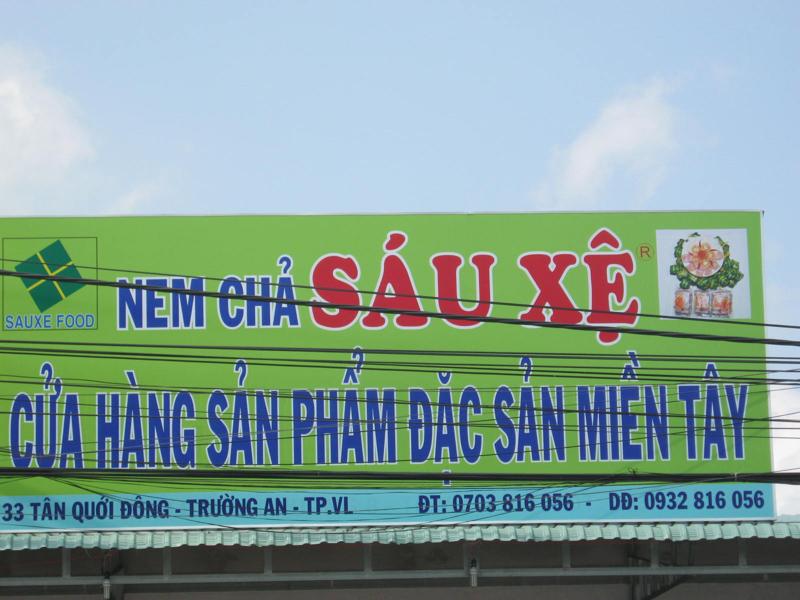 SAUXE FOOD
NEM CHẢ SÁU XỆ ®
CỬA HÀNG SẢN PHẨM ĐẶC SẢN MIỀN TÂY
33 TÂN QUỚI ĐÔNG - TRƯỜNG AN - TP.VL ĐT: 0703 816 056 - DĐ: 0932 816 056